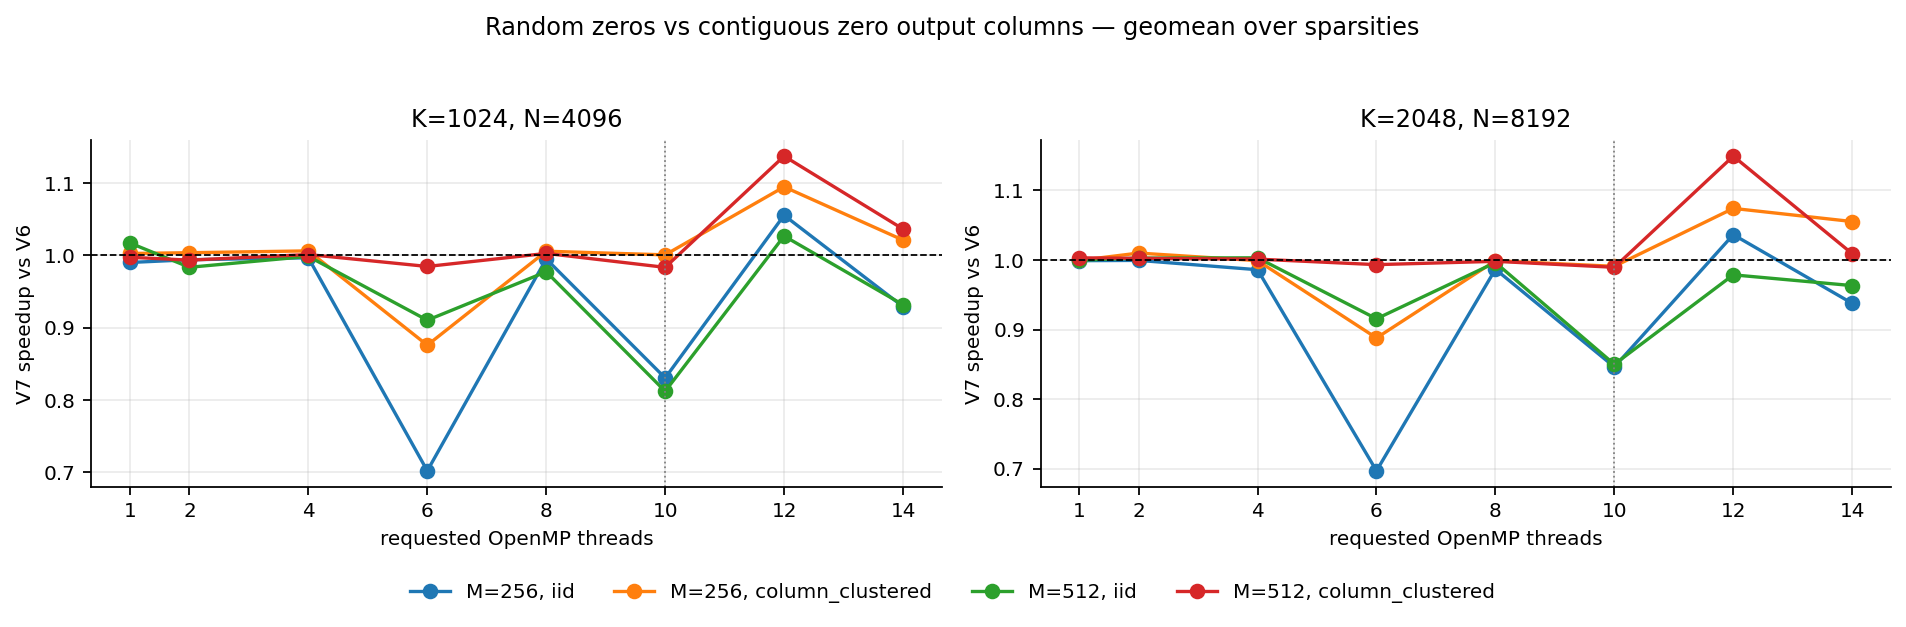 Random zeros vs contiguous zero output columns — geomean over sparsities
K=1024, N=4096
V7 speedup vs V6
1.1
1.0
0.9
0.8
0.7
1 2 4 6 8 10 12 14
requested OpenMP threads
K=2048, N=8192
V7 speedup vs V6
1.1
1.0
0.9
0.8
0.7
1 2 4 6 8 10 12 14
requested OpenMP threads
M=256, iid M=256, column_clustered M=512, iid M=512, column_clustered